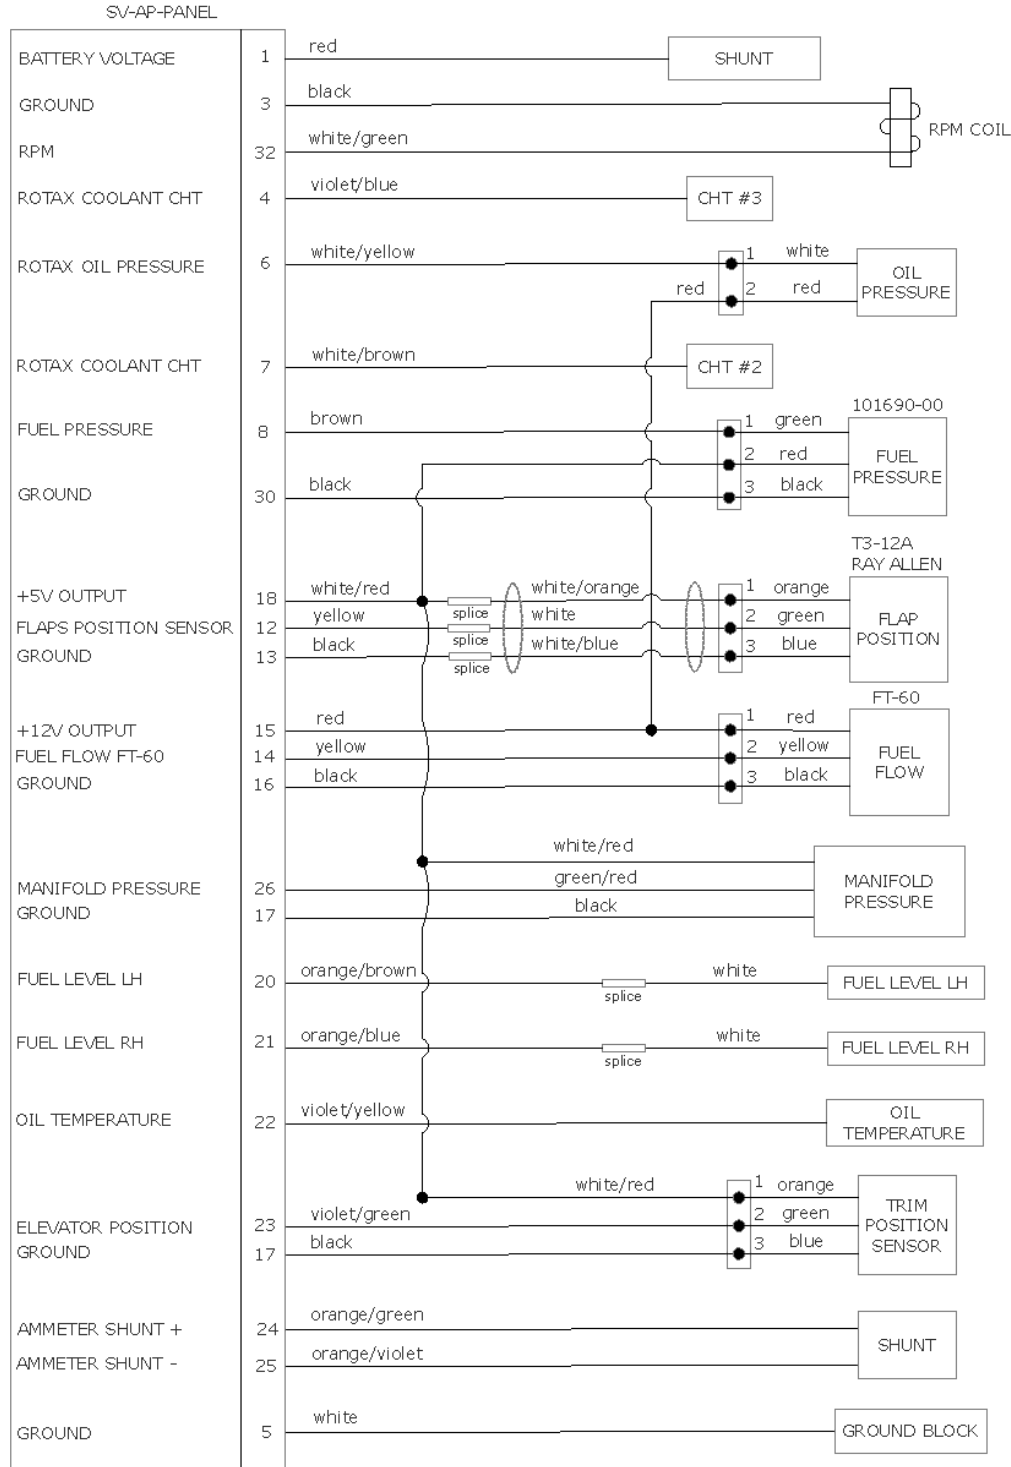 SV-AP-PANEL
BATTERY VOLTAGE 1 red SHUNT
GROUND 3 black
RPM COIL
RPM 32 white/green
ROTAX COOLANT CHT 4 violet/blue CHT #3
ROTAX OIL PRESSURE 6 white/yellow 1 white
OIL
PRESSURE
red 2 red
ROTAX COOLANT CHT 7 white/brown CHT #2
101690-00
FUEL PRESSURE 8 brown 1 green
2 red
FUEL
PRESSURE
GROUND 30 black 3 black
T3-12A
RAY ALLEN
+5V OUTPUT 18 white/red splice white/orange 1 orange
FLAPS POSITION SENSOR 12 yellow splice white 2 green
FLAP
POSITION
GROUND 13 black splice white/blue 3 blue
FT-60
+12V OUTPUT 15 red 1 red
FUEL FLOW FT-60 14 yellow 2 yellow
FUEL
FLOW
GROUND 16 black 3 black
white/red
MANIFOLD PRESSURE 26 green/red
MANIFOLD
PRESSURE
GROUND 17 black
FUEL LEVEL LH 20 orange/brown splice white FUEL LEVEL LH
FUEL LEVEL RH 21 orange/blue splice white FUEL LEVEL RH
OIL TEMPERATURE 22 violet/yellow
OIL
TEMPERATURE
white/red 1 orange
ELEVATOR POSITION 23 violet/green 2 green
TRIM
POSITION
SENSOR
GROUND 17 black 3 blue
AMMETER SHUNT + 24 orange/green
SHUNT
AMMETER SHUNT - 25 orange/violet
GROUND 5 white GROUND BLOCK